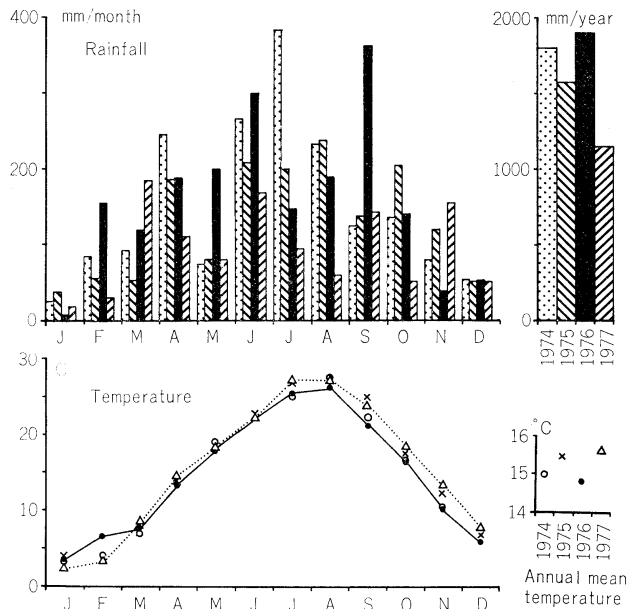 mm/month
Rainfall
400
200
0
J F M A M J J A S O N D
mm/year
2000
1000
0
1974 1975 1976 1977
°C
Temperature
30
20
10
0
J F M A M J J A S O N D
°C
16
15
14
1974 1975 1976 1977
Annual mean
temperature